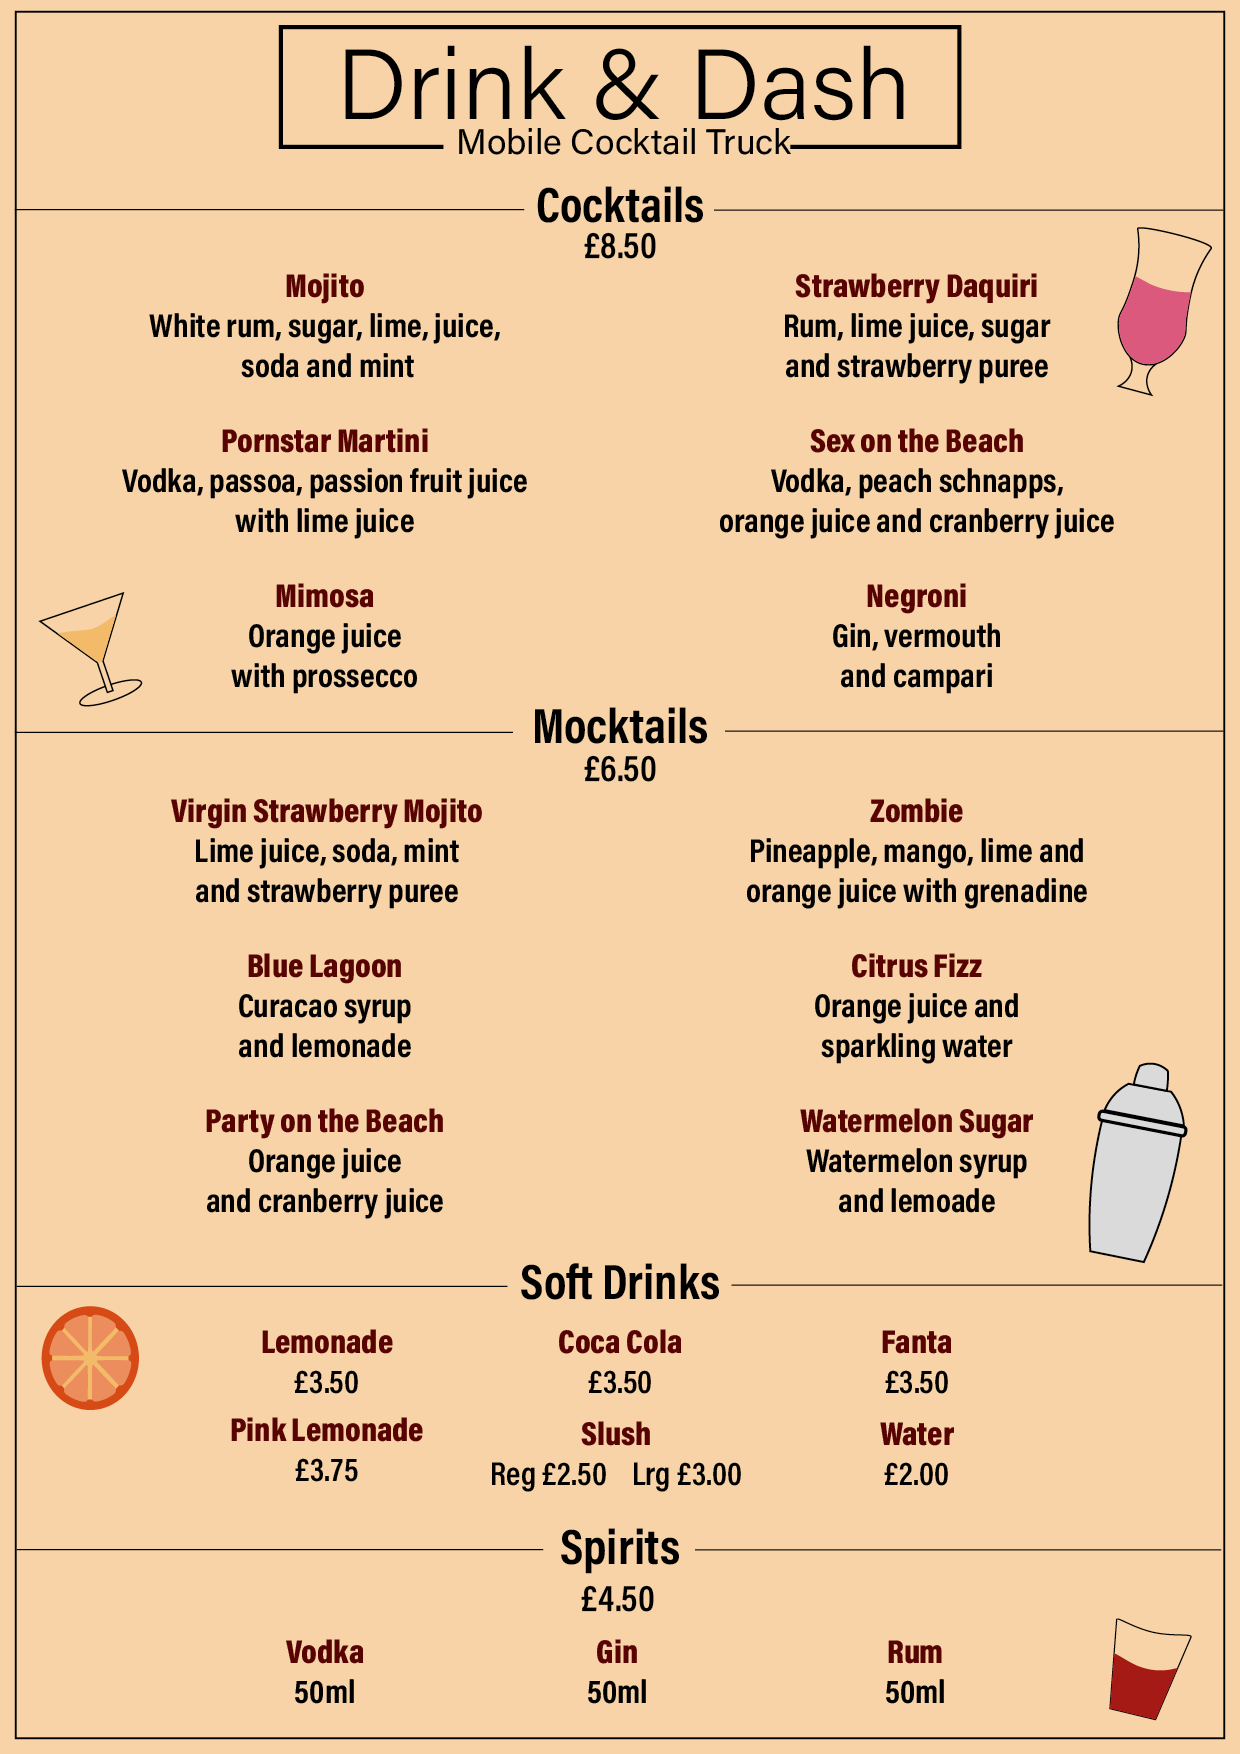 Drink & Dash
Mobile Cocktail Truck
Cocktails
£8.50
Mojito
White rum, sugar, lime, juice,
soda and mint
Strawberry Daquiri
Rum, lime juice, sugar
and strawberry puree
Pornstar Martini
Vodka, passoa, passion fruit juice
with lime juice
Sex on the Beach
Vodka, peach schnapps,
orange juice and cranberry juice
Mimosa
Orange juice
with prossecco
Negroni
Gin, vermouth
and campari
Mocktails
£6.50
Virgin Strawberry Mojito
Lime juice, soda, mint
and strawberry puree
Zombie
Pineapple, mango, lime and
orange juice with grenadine
Blue Lagoon
Curacao syrup
and lemonade
Citrus Fizz
Orange juice and
sparkling water
Party on the Beach
Orange juice
and cranberry juice
Watermelon Sugar
Watermelon syrup
and lemoade
Soft Drinks
Lemonade
£3.50
Coca Cola
£3.50
Fanta
£3.50
Pink Lemonade
£3.75
Slush
Reg £2.50 Lrg £3.00
Water
£2.00
Spirits
£4.50
Vodka
50ml
Gin
50ml
Rum
50ml